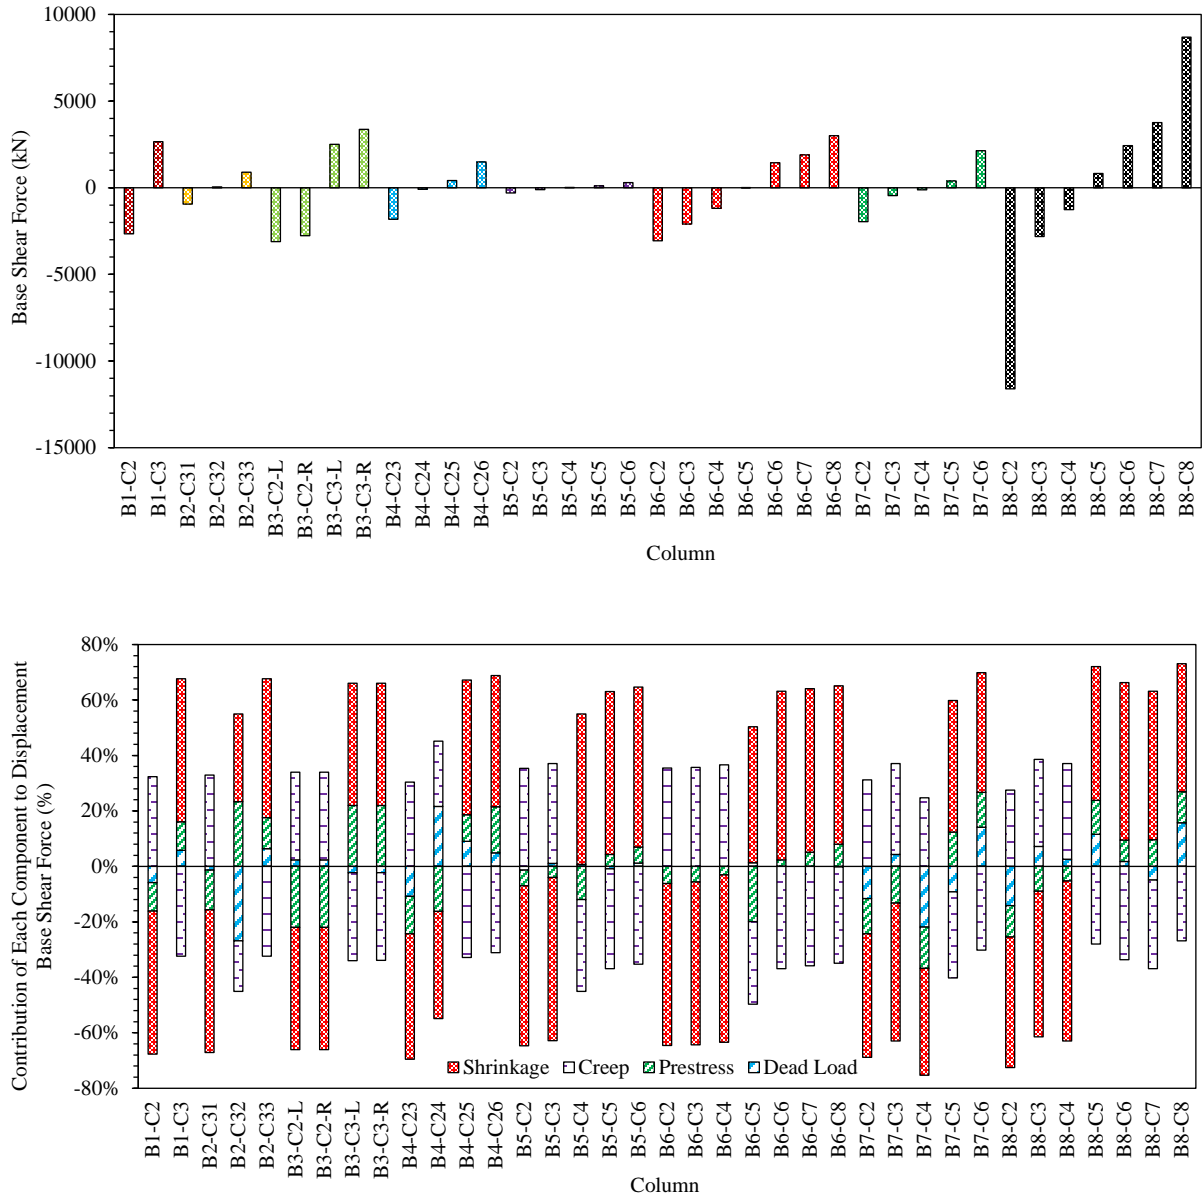 10000
5000
0
-5000
-10000
-15000
Base Shear Force (kN)
B1-C2
B1-C3
B2-C31
B2-C32
B2-C33
B3-C2-L
B3-C2-R
B3-C3-L
B3-C3-R
B4-C23
B4-C24
B4-C25
B4-C26
B5-C2
B5-C3
B5-C4
B5-C5
B5-C6
B6-C2
B6-C3
B6-C4
B6-C5
B6-C6
B6-C7
B6-C8
B7-C2
B7-C3
B7-C4
B7-C5
B7-C6
B8-C2
B8-C3
B8-C4
B8-C5
B8-C6
B8-C7
B8-C8
Column
80%
60%
40%
20%
0%
-20%
-40%
-60%
-80%
Contribution of Each Component to Displacement
Base Shear Force (%)
Shrinkage Creep Prestress Dead Load
B1-C2
B1-C3
B2-C31
B2-C32
B2-C33
B3-C2-L
B3-C2-R
B3-C3-L
B3-C3-R
B4-C23
B4-C24
B4-C25
B4-C26
B5-C2
B5-C3
B5-C4
B5-C5
B5-C6
B6-C2
B6-C3
B6-C4
B6-C5
B6-C6
B6-C7
B6-C8
B7-C2
B7-C3
B7-C4
B7-C5
B7-C6
B8-C2
B8-C3
B8-C4
B8-C5
B8-C6
B8-C7
B8-C8
Column